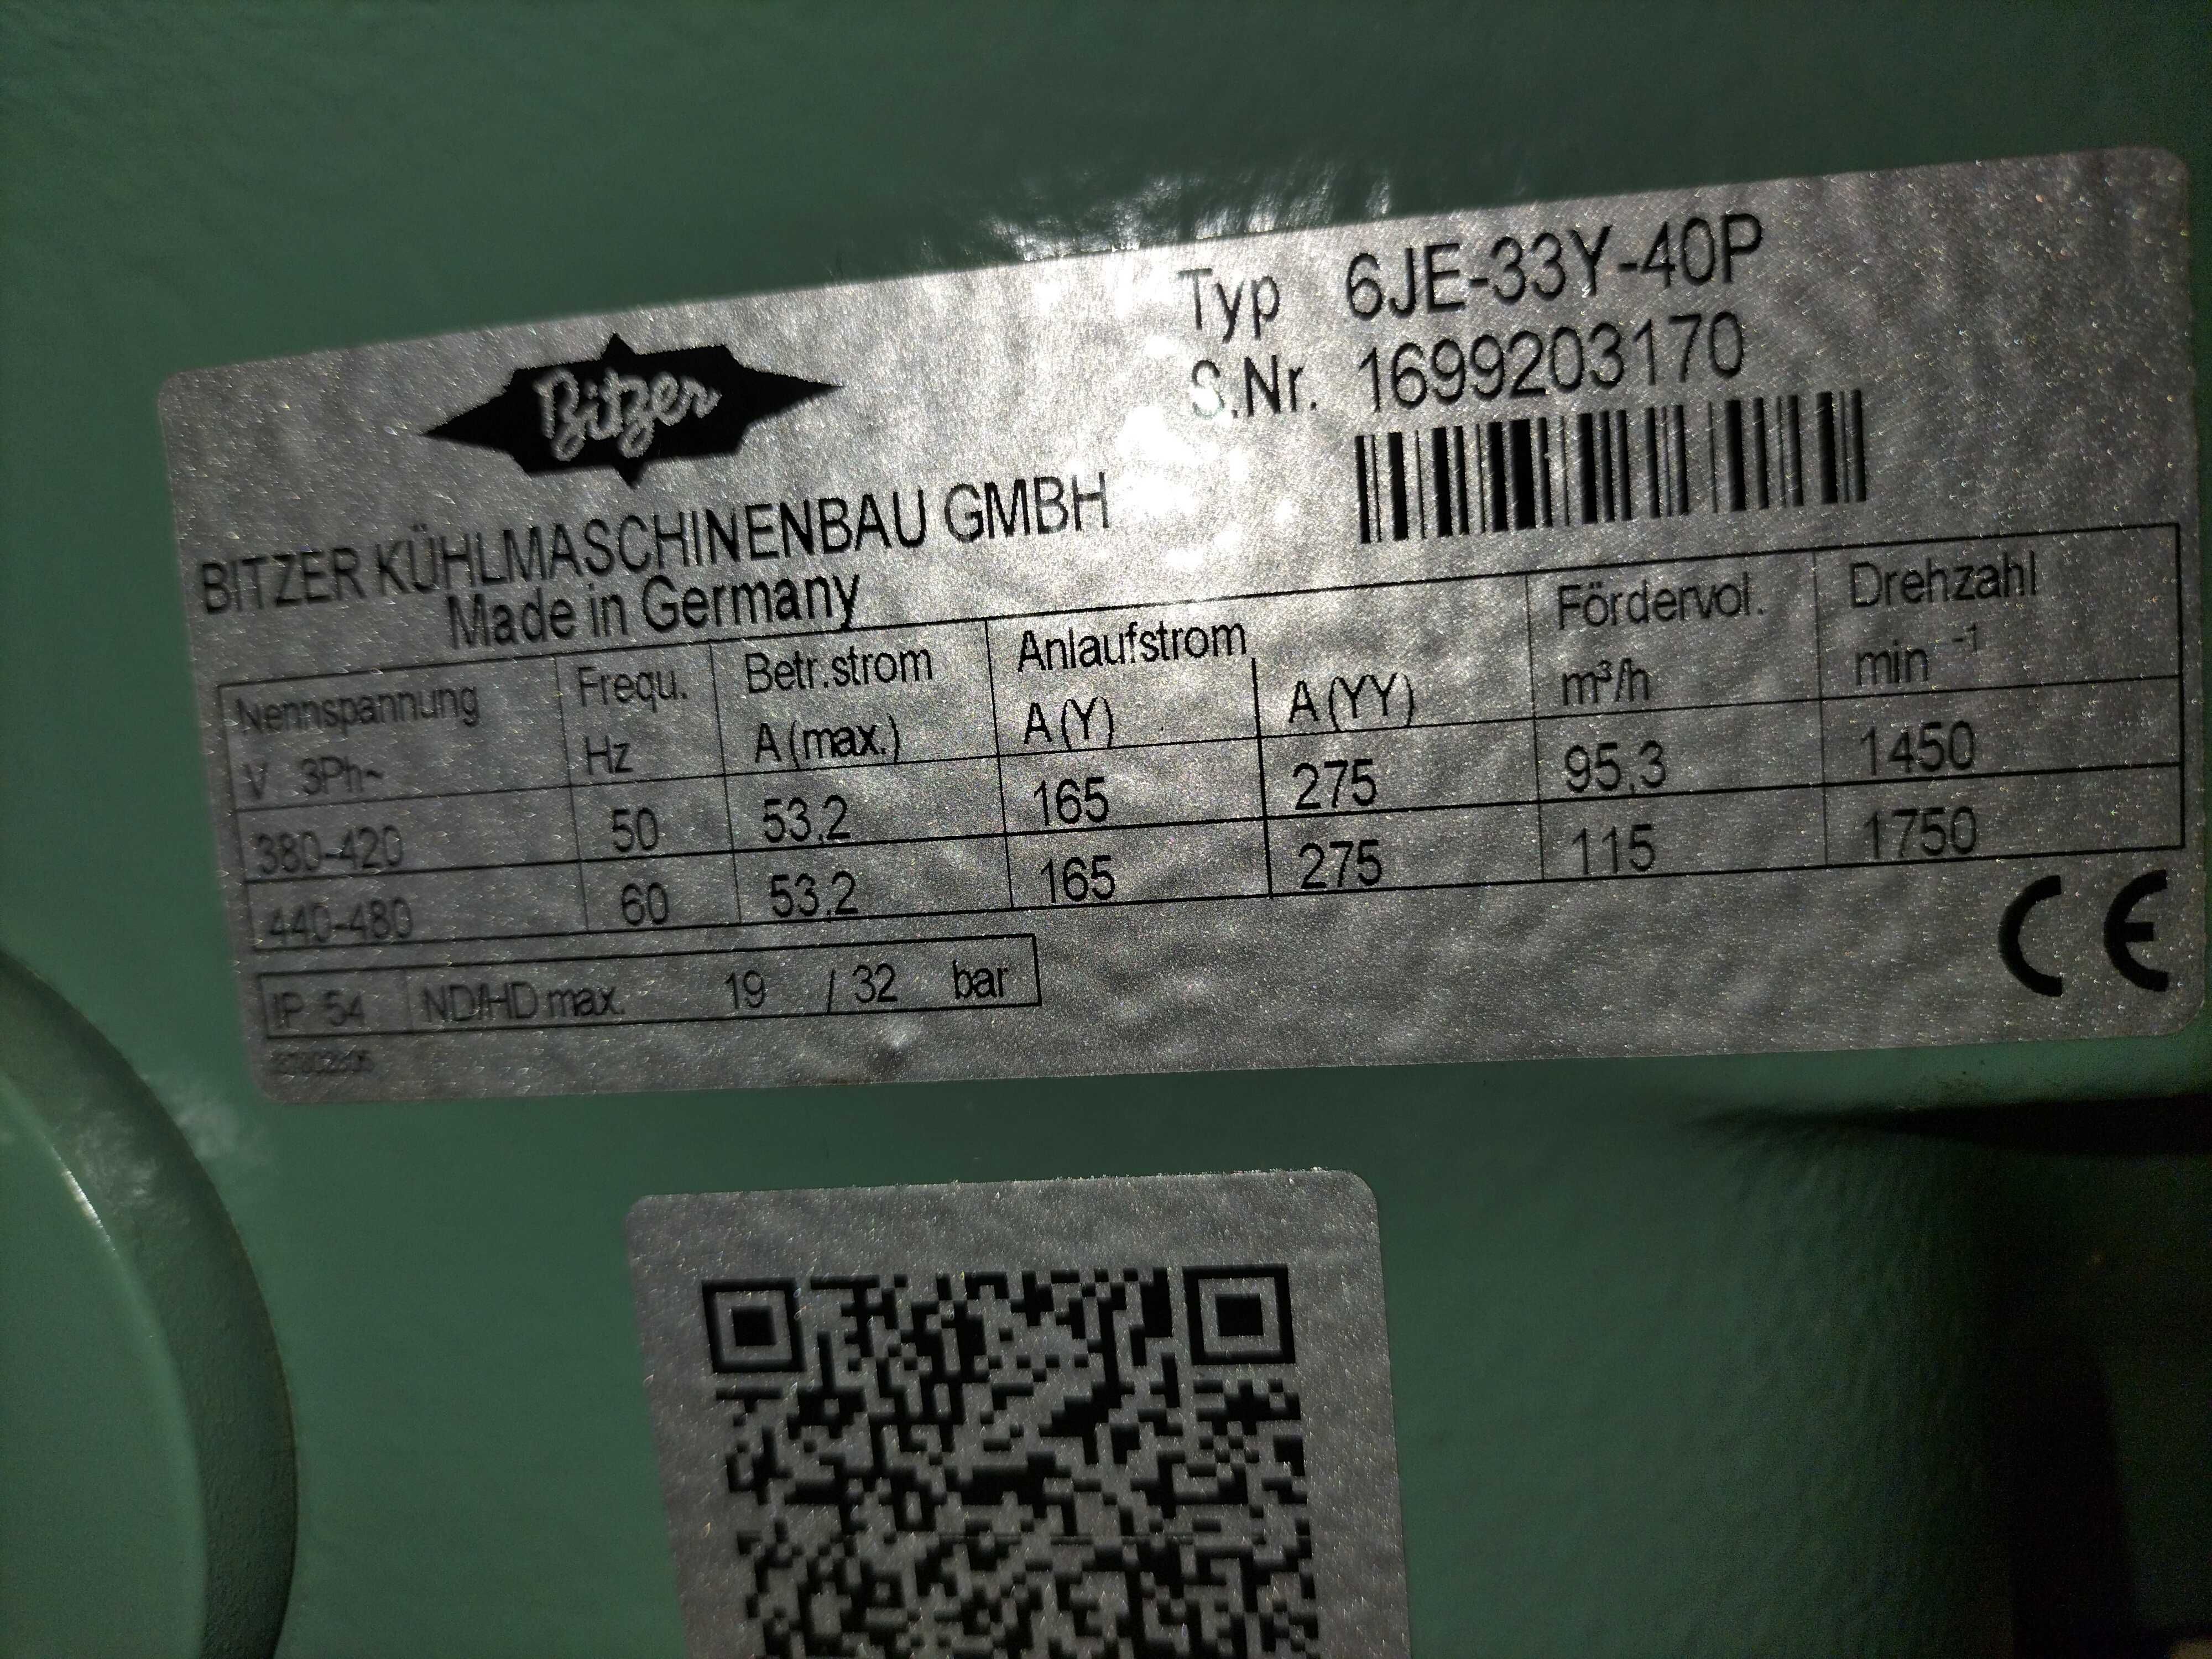 Bitzer
Typ 6JE-33Y-40P
S.Nr. 1699203170
BITZER KÜHLMASCHINENBAU GMBH
Made in Germany
Nennspannung Frequ. Betr.strom Anlaufstrom Fördervol. Drehzahl
V 3Ph~ Hz A (max.) A (Y) A (YY) m³/h min -1
380-420 50 53,2 165 275 95,3 1450
440-480 60 53,2 165 275 115 1750
IP 54 ND/HD max. 19 / 32 bar
CE